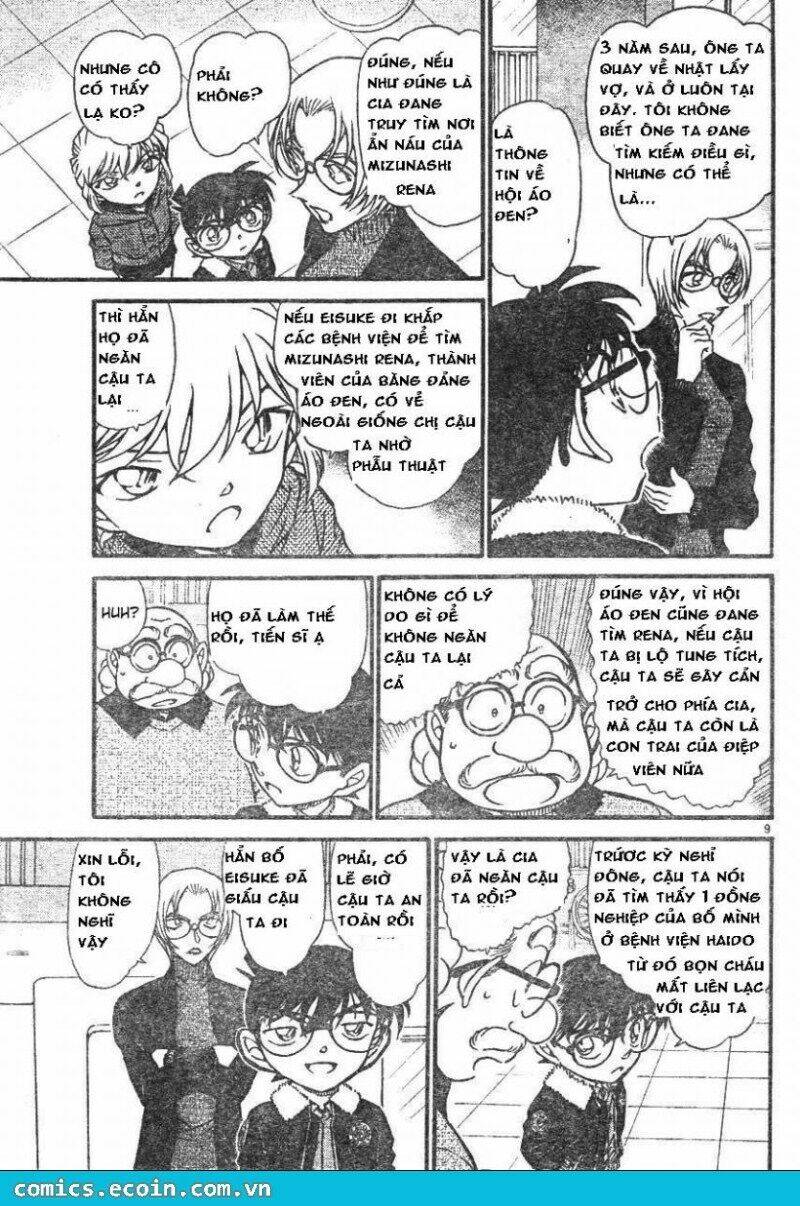 3 NĂM SAU, ÔNG TA
QUAY VỀ NHẬT LẤY
VỢ, VÀ Ở LUÔN TẠI
ĐÂY. TÔI KHÔNG
BIẾT ÔNG TA ĐANG
TÌM KIẾM ĐIỀU GÌ,
NHƯNG CÓ THỂ
LÀ...
LÀ
THÔNG
TIN VỀ
HỘI ÁO
ĐEN?
ĐÚNG, NẾU
NHƯ ĐÚNG LÀ
CIA ĐANG
TRUY TÌM NƠI
ẨN NÁU CỦA
MIZUNASHI
RENA
PHẢI
KHÔNG?
NHƯNG CÔ
CÓ THẤY
LẠ KO?
NẾU EISUKE ĐI KHẮP
CÁC BỆNH VIỆN ĐỂ TÌM
MIZUNASHI RENA, THÀNH
VIÊN CỦA BĂNG ĐẢNG
ÁO ĐEN, CÓ VẺ
NGOÀI GIỐNG CHỊ CẬU
TA NHỜ
PHẪU THUẬT
THÌ HẲN
HỌ ĐÃ
NGĂN
CẬU TA
LẠI
...
ĐÚNG VẬY, VÌ HỘI
ÁO ĐEN CŨNG ĐANG
TÌM RENA, NẾU CẬU
TA BỊ LỘ TUNG TÍCH,
CẬU TA SẼ GÂY CẢN
TRỞ CHO PHÍA CIA,
MÀ CẬU TA CÒN LÀ
CON TRAI CỦA ĐIỆP
VIÊN NỮA
KHÔNG CÓ LÝ
DO GÌ ĐỂ
KHÔNG NGĂN
CẬU TA LẠI
CẢ
HỌ ĐÃ LÀM THẾ
RỒI, TIẾN SĨ Ạ
HUH?
9
TRƯỚC KỲ NGHỈ
ĐÔNG, CẬU TA NÓI
ĐÃ TÌM THẤY 1 ĐỒNG
NGHIỆP CỦA BỐ MÌNH
Ở BỆNH VIỆN HAIDO
TỪ ĐÓ BỌN CHÁU
MẤT LIÊN LẠC
VỚI CẬU TA
VẬY LÀ CIA
ĐÃ NGĂN CẬU
TA RỒI?
PHẢI, CÓ
LẼ GIỜ
CẬU TA AN
TOÀN RỒI
HẲN BỐ
EISUKE ĐÃ
GIẤU CẬU
TA ĐI
XIN LỖI,
TÔI
KHÔNG
NGHĨ
VẬY
comics.ecoin.com.vn